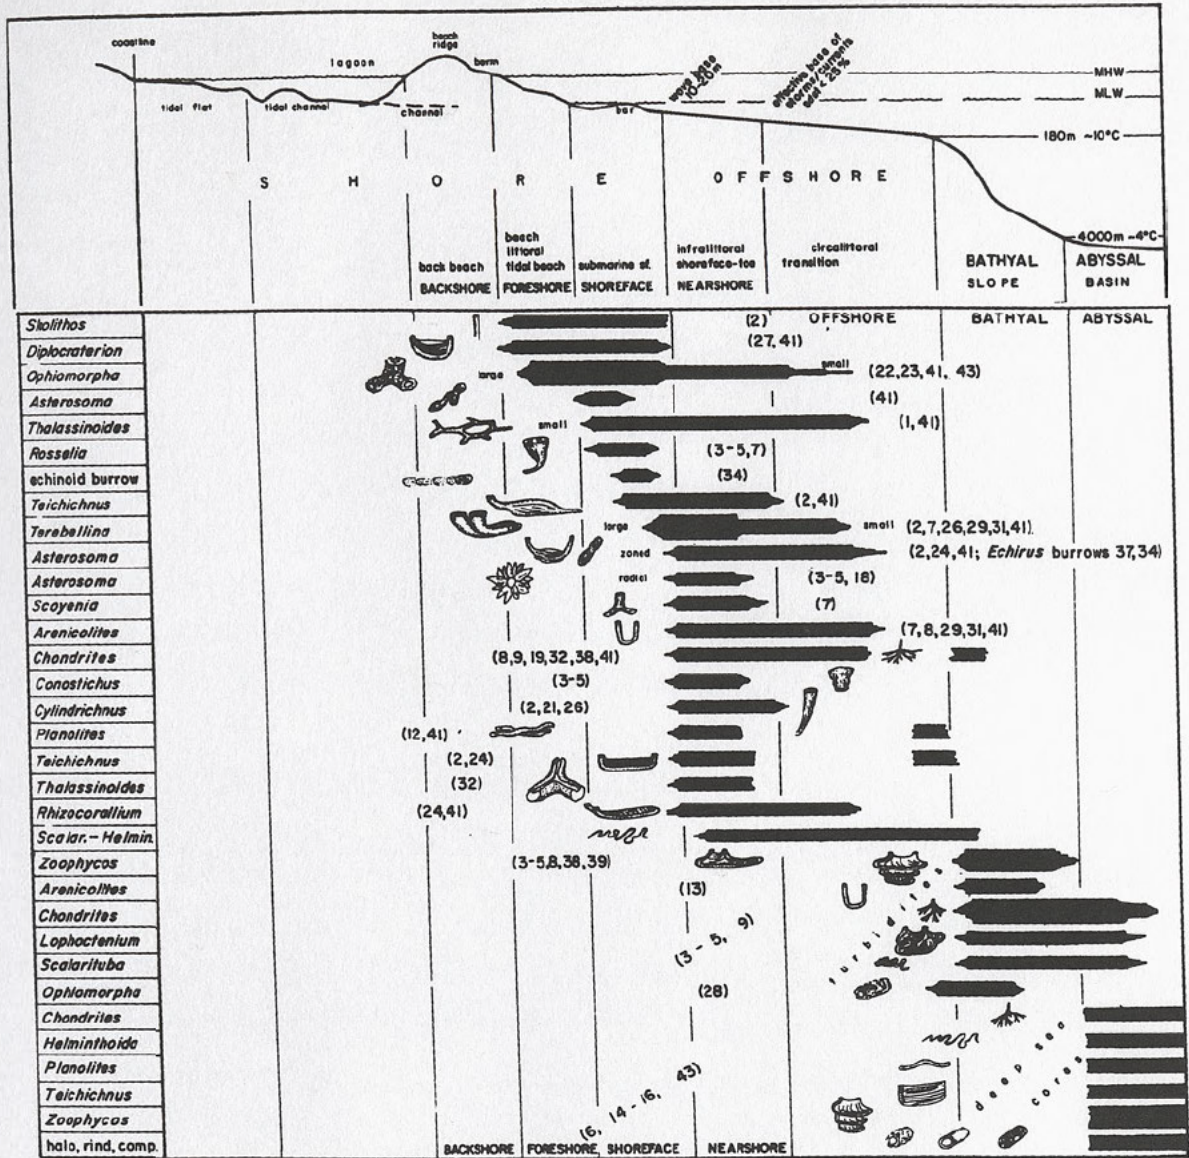 coastline
lagoon
beach
ridge
berm
tidal flat
tidal channel
channel
bar
wave base
10-20m
effective base of
storms/currents
MHW
MLW
180m ~10°C
4000m ~4°C
S H O R E
OFFSHORE
back beach
BACKSHORE
beach
littoral
tidal beach
FORESHORE
submarine sf.
SHOREFACE
infralittoral
shoreface-toe
NEARSHORE
circalittoral
transition
BATHYAL
SLOPE
ABYSSAL
BASIN
Skolithos (2) OFFSHORE BATHYAL ABYSSAL
Diplocraterion (27, 41)
Ophiomorpha large small (22,23,41, 43)
Asterosoma (41)
Thalassinoides small (1,41)
Rosselia (3-5,7)
echinoid burrow (34)
Teichichnus (2,41)
Terebellina large small (2,7,26,29,31,41)
Asterosoma zoned (2,24,41; Echirus burrows 37,34)
Asterosoma radial (3-5, 18)
Scoyenia (7)
Arenicolites (7,8,29,31,41)
Chondrites (8,9,19,32,38,41)
Conostichus (3-5)
Cylindrichnus (2,21,26)
Planolites (12,41)
Teichichnus (2,24)
Thalassinoides (32)
Rhizocorallium (24,41)
Scalar.-Helmin.
Zoophycos (3-5,8,38,39)
Arenicolites (13)
Chondrites
Lophoctenium (3-5, 9)
Scalarituba
turbidites
Ophiomorpha (28)
Chondrites
Helminthoida
Planolites
Teichichnus
Zoophycos
deep sea
cores
(6, 14-16, 43)
halo, rind, comp. BACKSHORE FORESHORE, SHOREFACE NEARSHORE